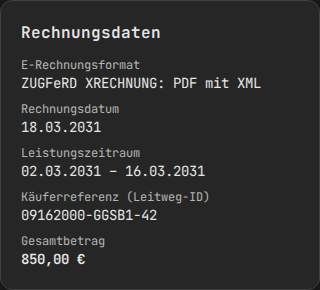 Rechnungsdaten
E-Rechnungsformat
ZUGFeRD XRECHNUNG: PDF mit XML
Rechnungsdatum
18.03.2031
Leistungszeitraum
02.03.2031 – 16.03.2031
Käuferreferenz (Leitweg-ID)
09162000-GGSB1-42
Gesamtbetrag
850,00 €